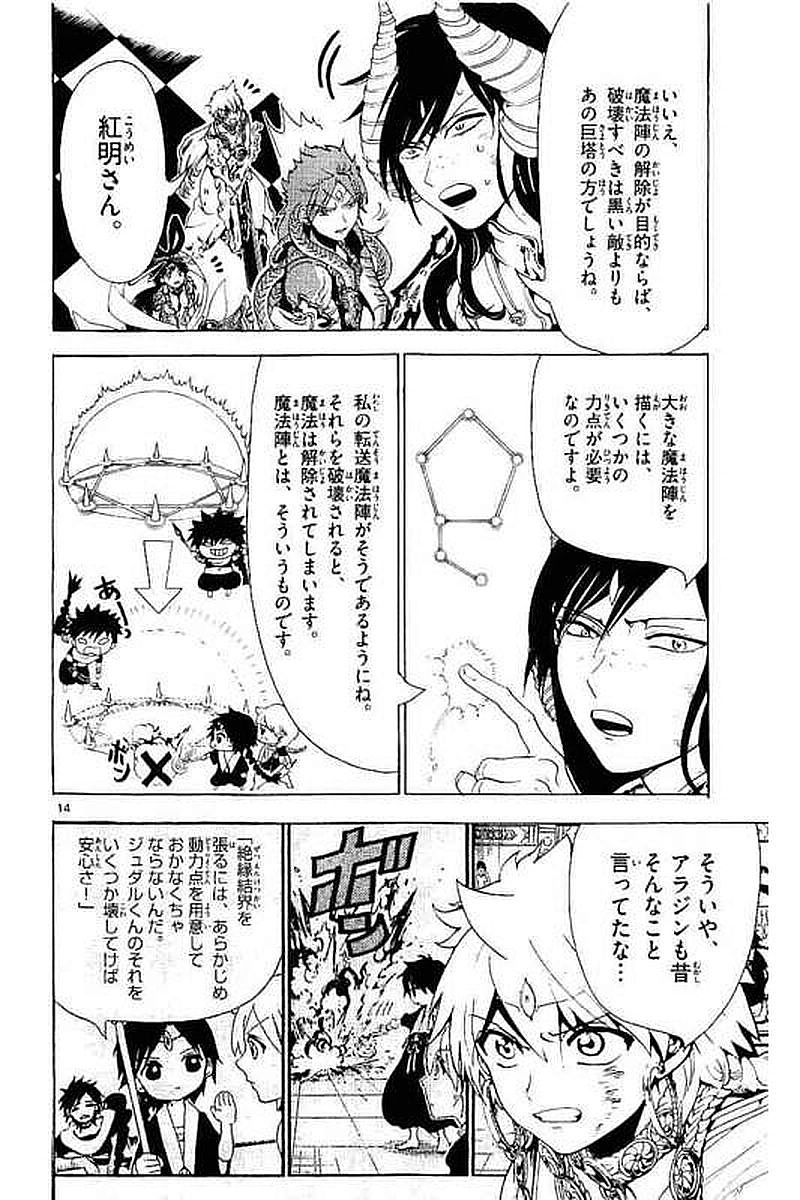 いいえ、
魔法陣の解除が目的ならば、
破壊すべきは黒い敵よりも
あの巨塔の方でしょうね。
紅明さん。
大きな魔法陣を
描くには、
いくつかの
力点が必要
なのですよ。
私の転送魔法陣がそうであるようにね。
それらを破壊されると、
魔法は解除されてしまいます。
魔法陣とは、そういうものです。
あーっ
ボン
14
そういや、
アラジンも昔
そんなこと
言ってたな…
ボン
「絶縁結界を
張るには、あらかじめ
動力点を用意して
おかなくちゃ
ならないんだ。
ジュダルくんのそれを
いくつか壊してけば
安心さ！」